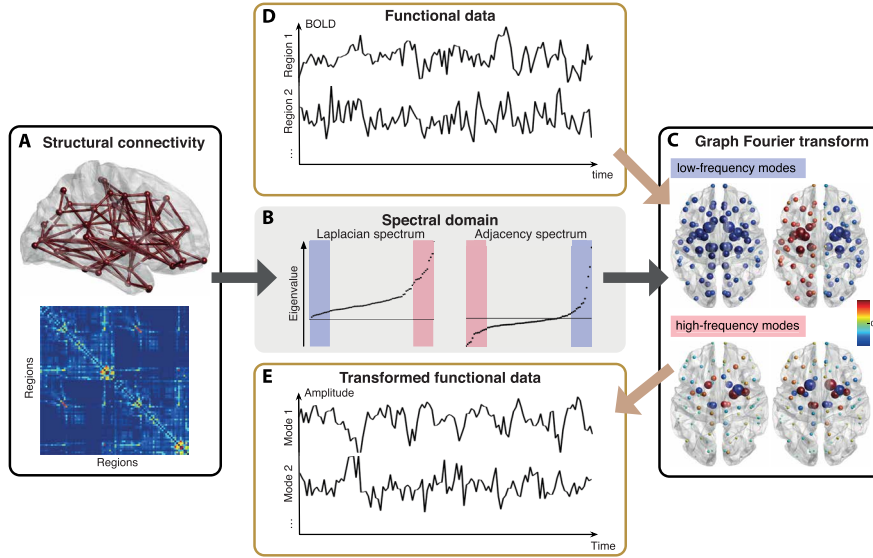 A Structural connectivity
Regions
Regions
D Functional data
BOLD
Region 1
Region 2
...
time
B Spectral domain
Laplacian spectrum
Adjacency spectrum
Eigenvalue
E Transformed functional data
Amplitude
Mode 1
Mode 2
...
Time
C Graph Fourier transform
low-frequency modes
high-frequency modes